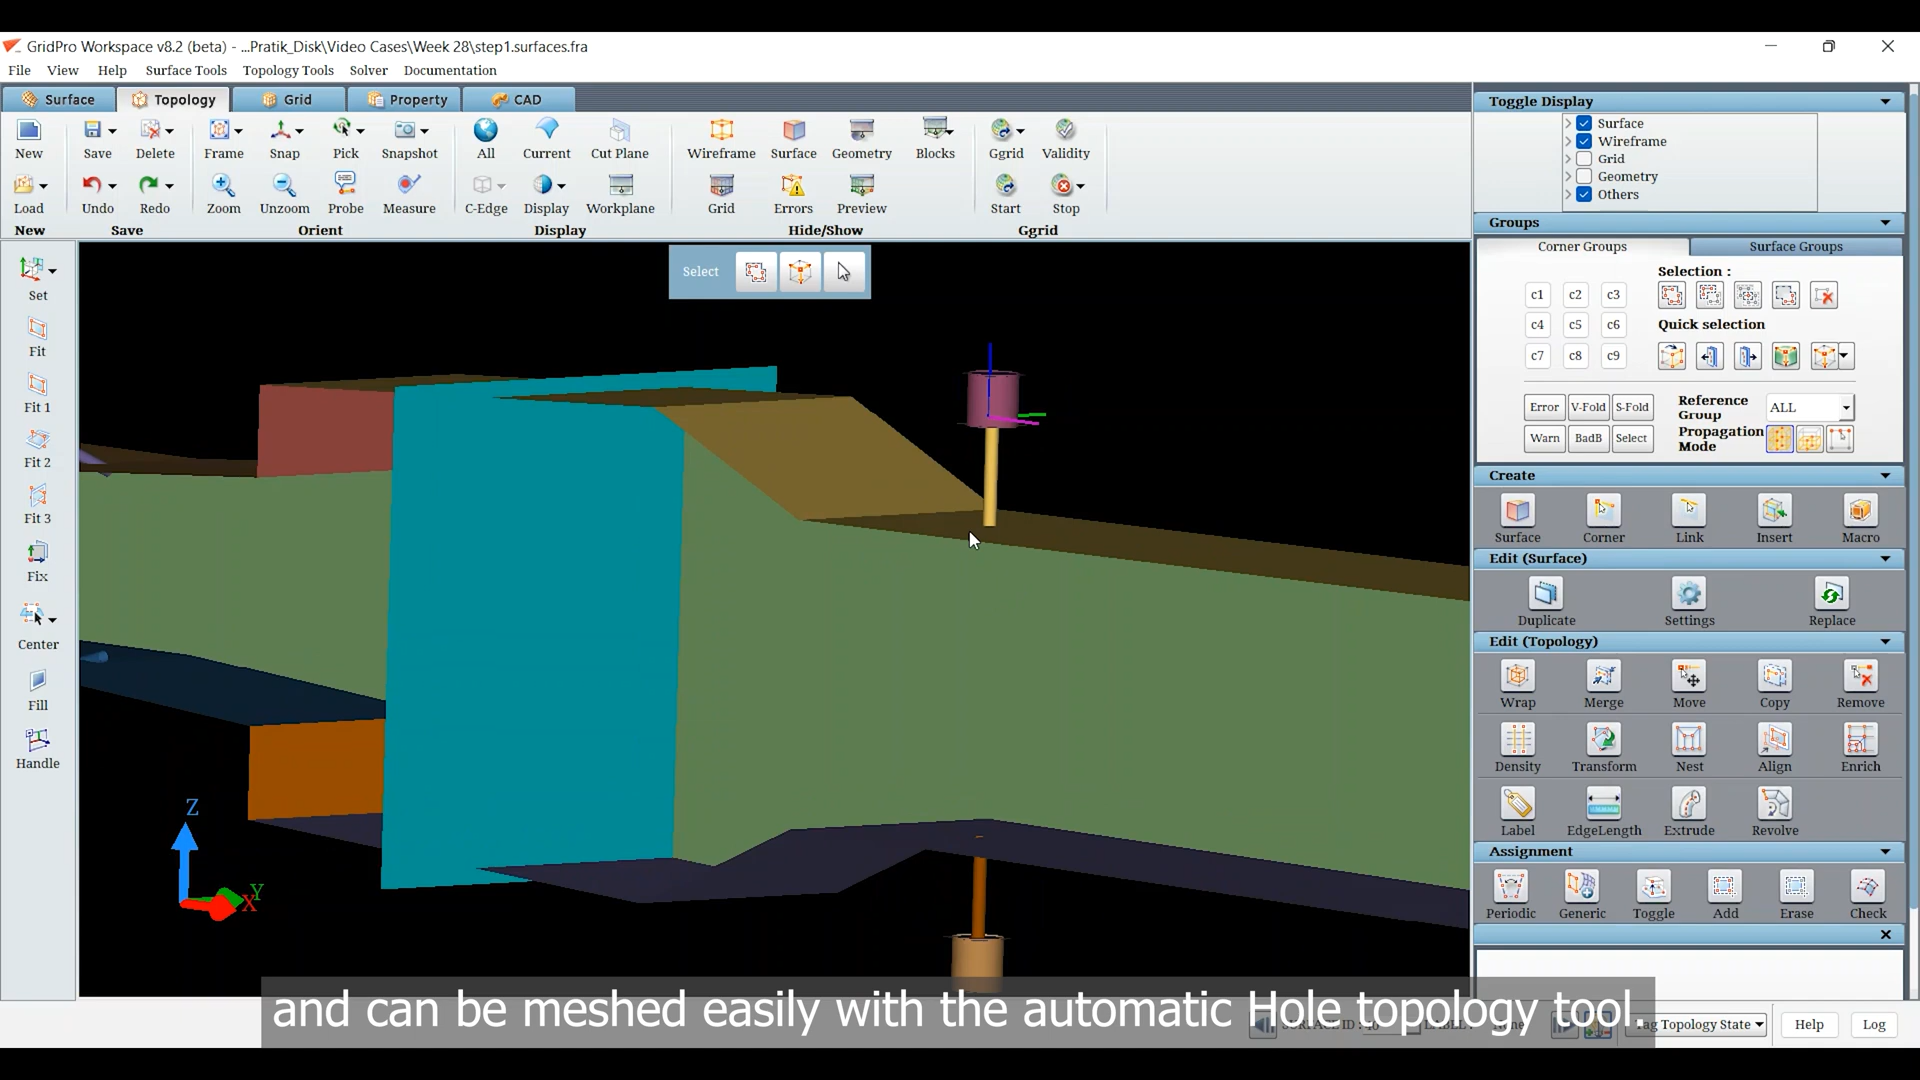 GridPro Workspace v8.2 (beta) - ...Pratik_Disk\Video Cases\Week 28\step1.surfaces.fra
File View Help Surface Tools Topology Tools Solver Documentation
Surface Topology Grid Property CAD
New Save Delete Frame Snap Pick Snapshot All Current Cut Plane Wireframe Surface Geometry Blocks Ggrid Validity
Load Undo Redo Zoom Unzoom Probe Measure C-Edge Display Workplane Grid Errors Preview Start Stop
New Save Orient Display Hide/Show Ggrid
Set
Fit
Fit 1
Fit 2
Fit 3
Fix
Center
Fill
Handle
Select
Z
Y
X
Toggle Display
Surface
Wireframe
Grid
Geometry
Others
Groups
Corner Groups Surface Groups
Selection :
c1 c2 c3
c4 c5 c6
Quick selection
c7 c8 c9
Error V-Fold S-Fold
Warn BadB Select
Reference Group ALL
Propagation Mode
Create
Surface Corner Link Insert Macro
Edit (Surface)
Duplicate Settings Replace
Edit (Topology)
Wrap Merge Move Copy Remove
Density Transform Nest Align Enrich
Label EdgeLength Extrude Revolve
Assignment
Periodic Generic Toggle Add Erase Check
and can be meshed easily with the automatic Hole topology tool.
Topology State Help Log